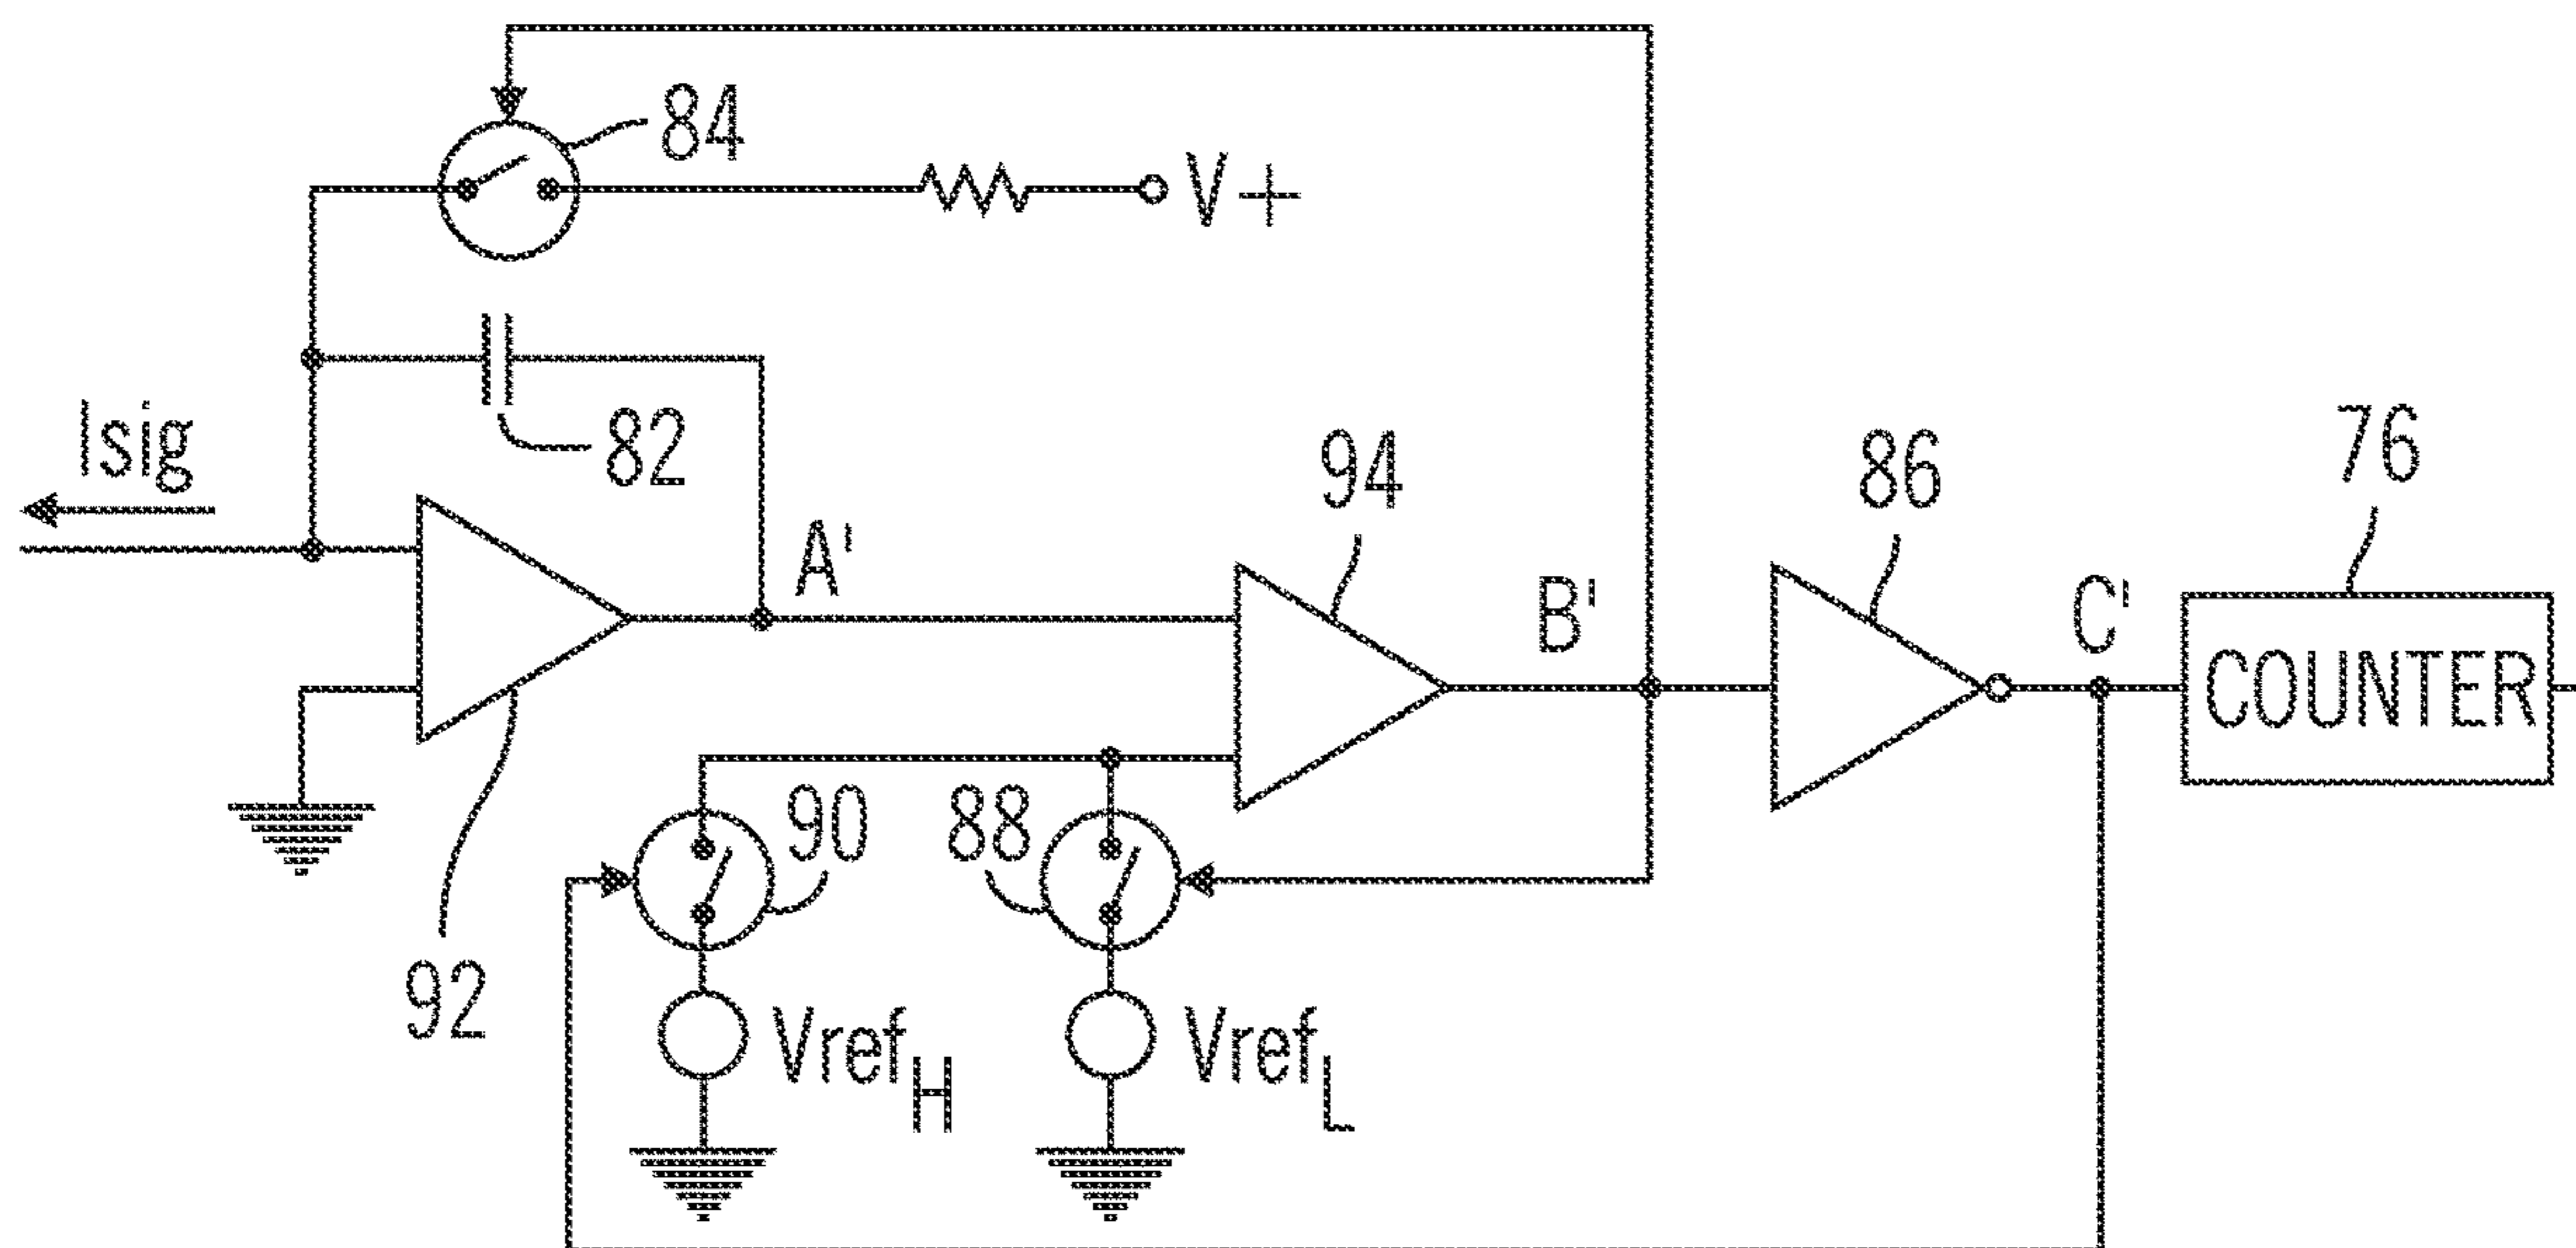 84
V+
82
Isig
A'
94
B'
86
C'
76
COUNTER
90
88
92
VrefH
VrefL